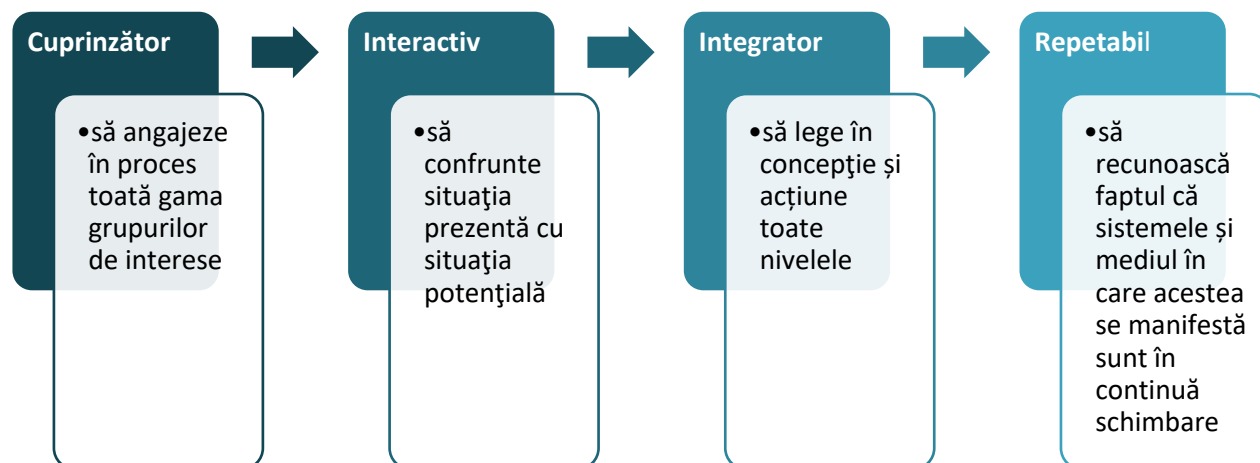 Cuprinzător
•să angajeze
în proces
toată gama
grupurilor
de interese
Interactiv
•să
confrunte
situaţia
prezentă cu
situaţia
potenţială
Integrator
•să lege în
concepție și
acțiune
toate
nivelele
Repetabil
•să
recunoască
faptul că
sistemele și
mediul în
care acestea
se manifestă
sunt în
continuă
schimbare